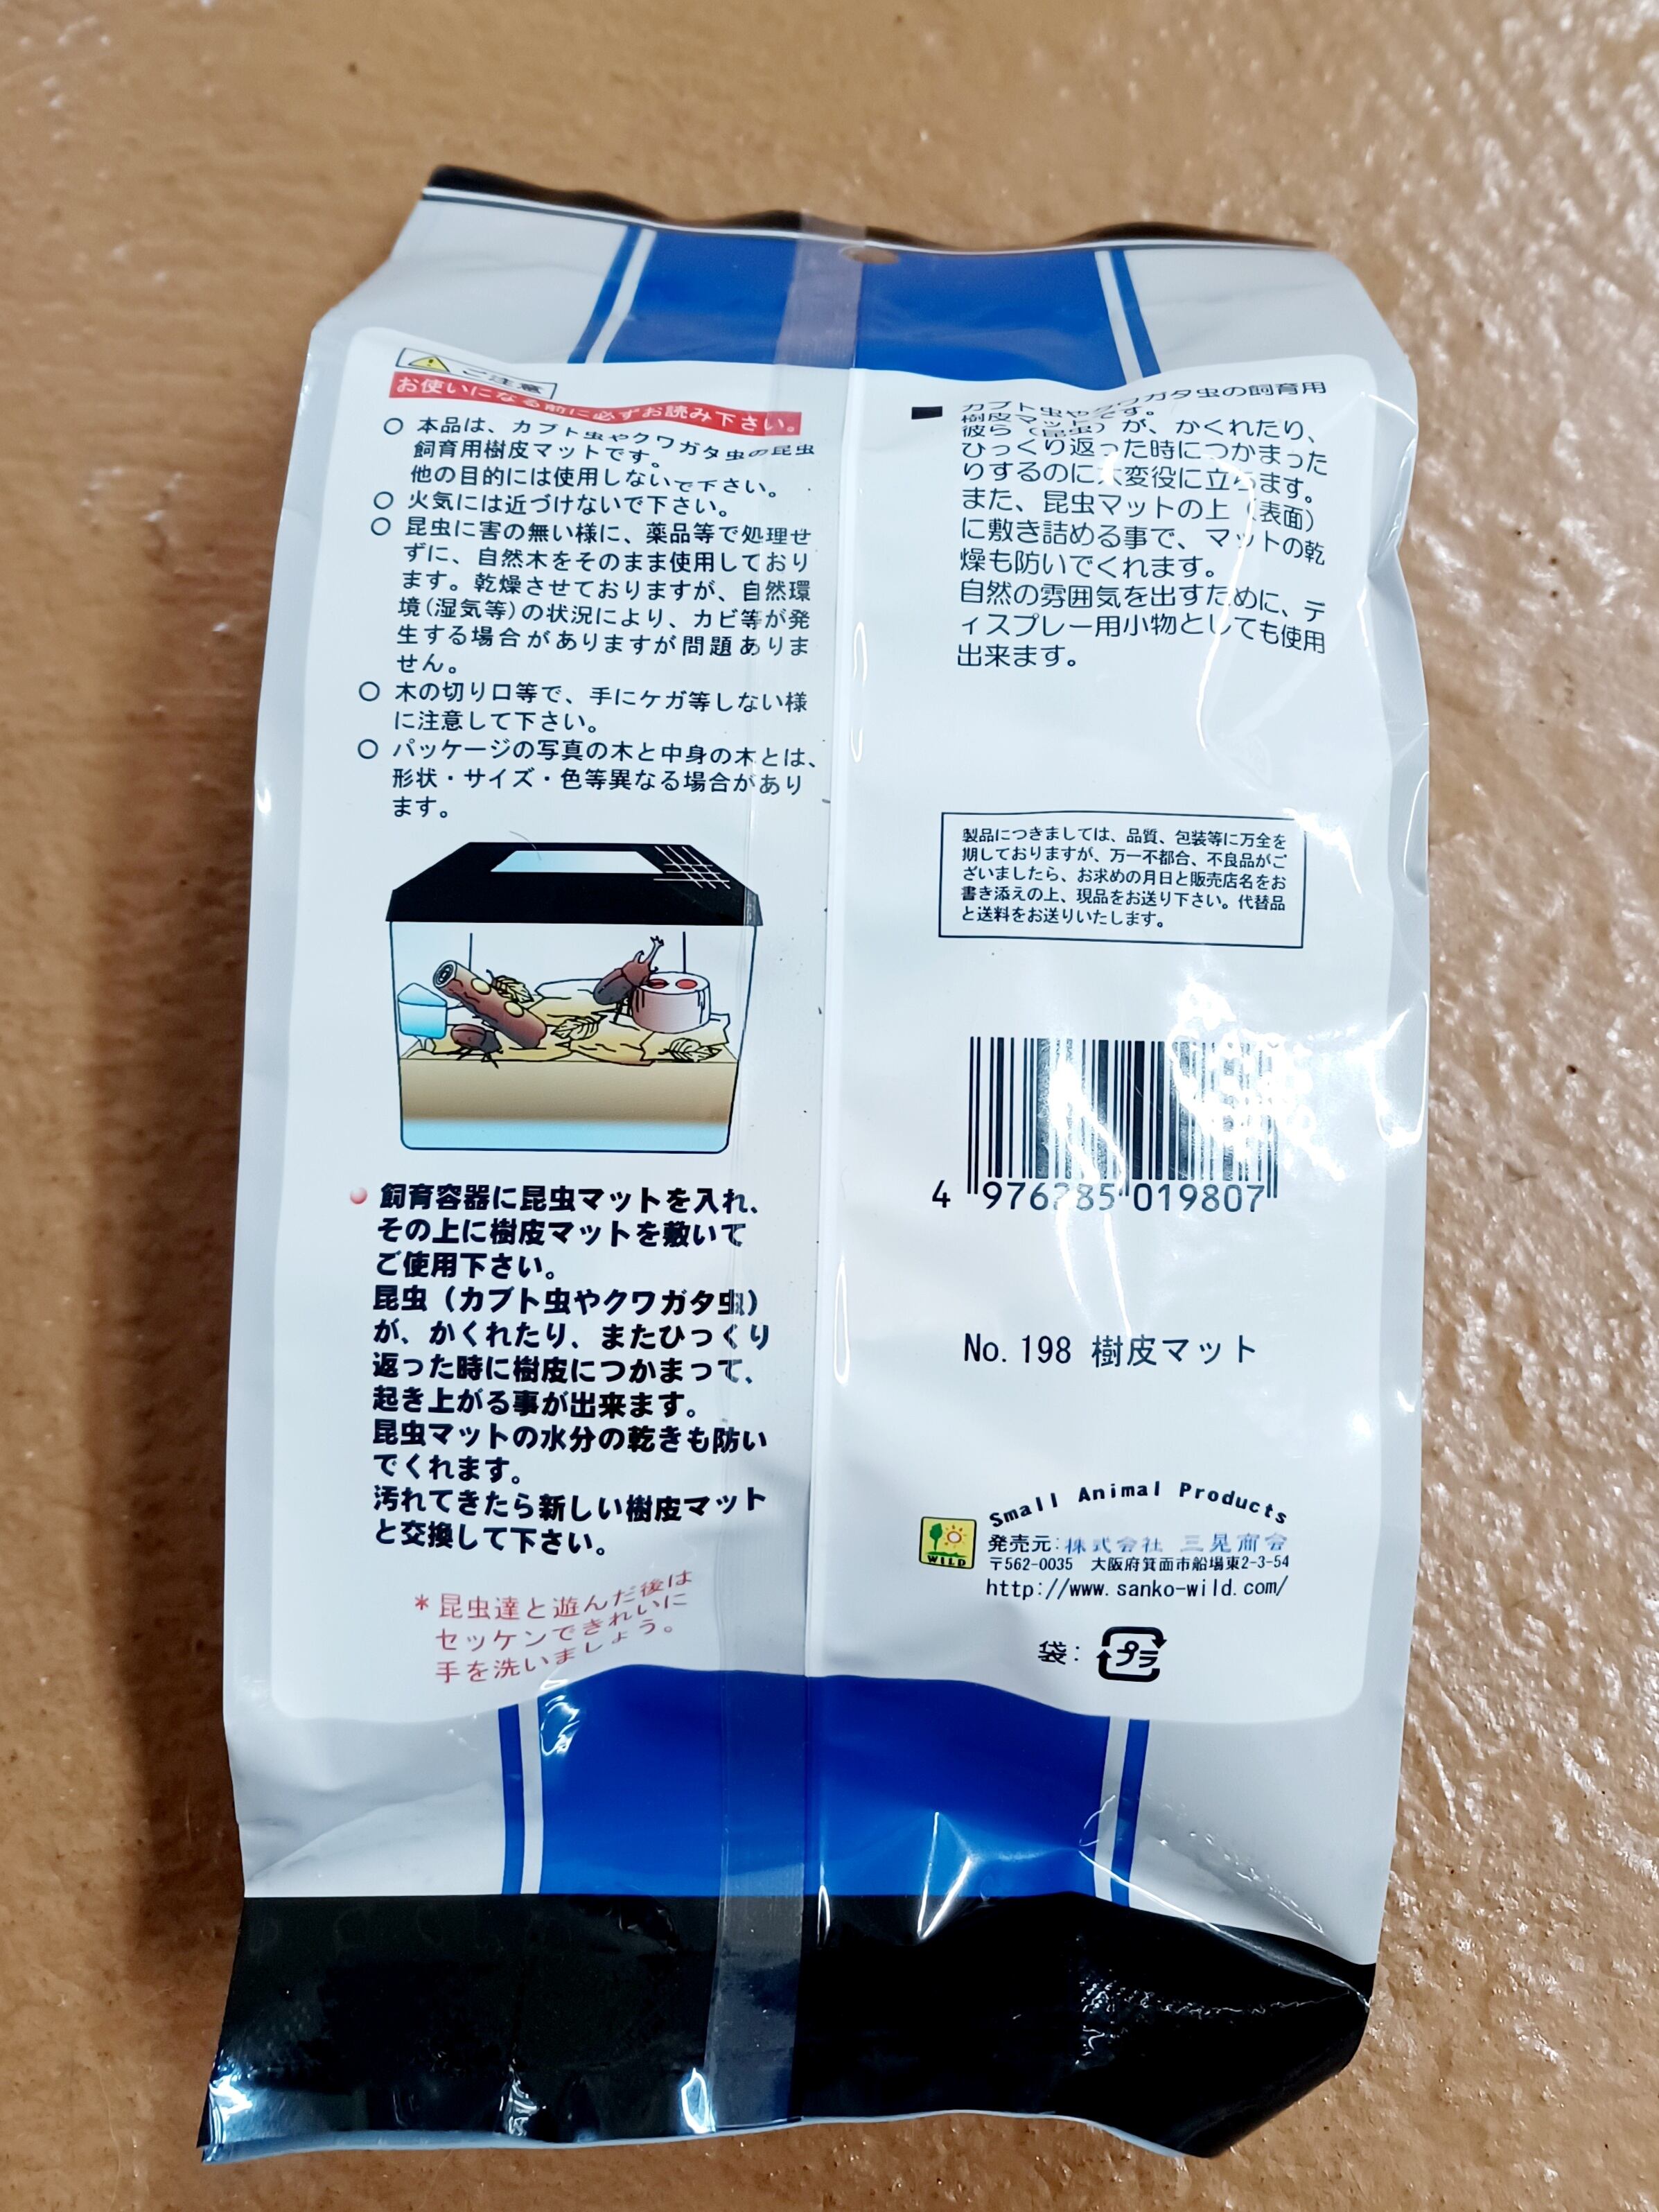 ご注意
お使いになる前に必ずお読み下さい。
○ 本品は、カブト虫やクワガタ虫の昆虫
飼育用樹皮マットです。
他の目的には使用しないで下さい。
○ 火気には近づけないで下さい。
○ 昆虫に害の無い様に、薬品等で処理せ
ずに、自然木をそのまま使用しており
ます。乾燥させておりますが、自然環
境(湿気等)の状況により、カビ等が発
生する場合がありますが問題ありま
せん。
○ 木の切り口等で、手にケガ等しない様
に注意して下さい。
○ パッケージの写真の木と中身の木とは、
形状・サイズ・色等異なる場合があり
ます。
飼育容器に昆虫マットを入れ、
その上に樹皮マットを敷いて
ご使用下さい。
昆虫（カブト虫やクワガタ虫）
が、かくれたり、またひっくり
返った時に樹皮につかまって、
起き上がる事が出来ます。
昆虫マットの水分の乾きも防い
でくれます。
汚れてきたら新しい樹皮マット
と交換して下さい。
＊昆虫達と遊んだ後は
セッケンできれいに
手を洗いましょう。
カブト虫やクワガタ虫の飼育用
樹皮マットです。
彼ら（昆虫）が、かくれたり、
ひっくり返った時につかまった
りするのに大変役に立ちます。
また、昆虫マットの上（表面）
に敷き詰める事で、マットの乾
燥も防いでくれます。
自然の雰囲気を出すために、デ
ィスプレー用小物としても使用
出来ます。
製品につきましては、品質、包装等に万全を
期しておりますが、万一不都合、不良品がご
ざいましたら、お求めの月日と販売店名をお
書き添えの上、現品をお送り下さい。代替品
と送料をお送りいたします。
4 976285 019807
No.198 樹皮マット
Small Animal Products
WILD
発売元:株式会社 三晃商会
〒562-0035 大阪府箕面市船場東2-3-54
http://www.sanko-wild.com/
袋: プラ